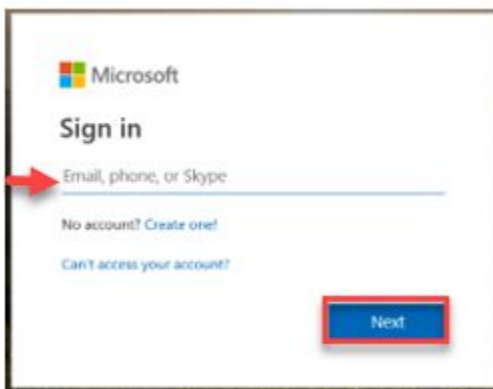 Microsoft
Sign in
Email, phone, or Skype
No account? Create one!
Can't access your account?
Next